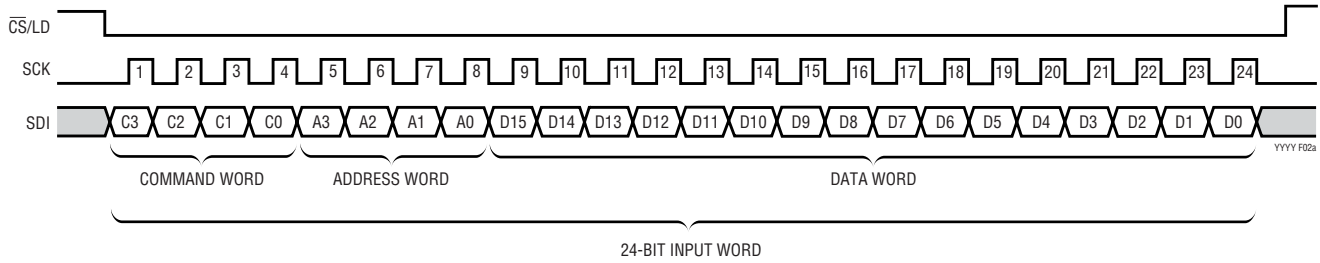 CS/LD
SCK 1 2 3 4 5 6 7 8 9 10 11 12 13 14 15 16 17 18 19 20 21 22 23 24
SDI C3 C2 C1 C0 A3 A2 A1 A0 D15 D14 D13 D12 D11 D10 D9 D8 D7 D6 D5 D4 D3 D2 D1 D0
YYYY F02a
COMMAND WORD ADDRESS WORD DATA WORD
24-BIT INPUT WORD